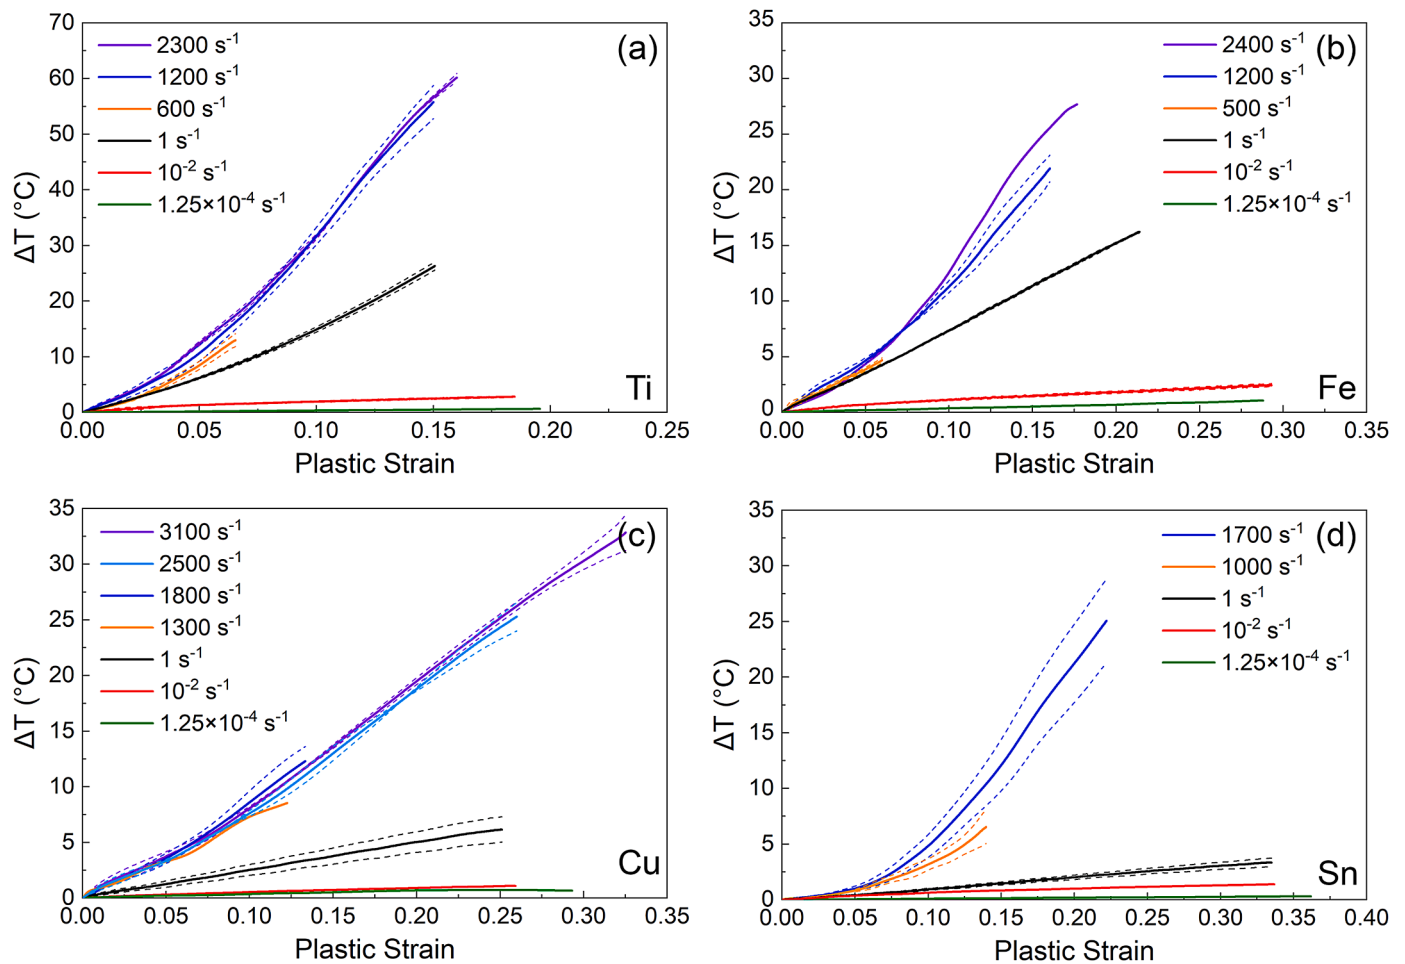 (a)
2300 s⁻¹
1200 s⁻¹
600 s⁻¹
1 s⁻¹
10⁻² s⁻¹
1.25×10⁻⁴ s⁻¹
Ti
ΔT (°C)
70
60
50
40
30
20
10
0
0.00 0.05 0.10 0.15 0.20 0.25
Plastic Strain
(b)
2400 s⁻¹
1200 s⁻¹
500 s⁻¹
1 s⁻¹
10⁻² s⁻¹
1.25×10⁻⁴ s⁻¹
Fe
ΔT (°C)
35
30
25
20
15
10
5
0
0.00 0.05 0.10 0.15 0.20 0.25 0.30 0.35
Plastic Strain
(c)
3100 s⁻¹
2500 s⁻¹
1800 s⁻¹
1300 s⁻¹
1 s⁻¹
10⁻² s⁻¹
1.25×10⁻⁴ s⁻¹
Cu
ΔT (°C)
35
30
25
20
15
10
5
0
0.00 0.05 0.10 0.15 0.20 0.25 0.30 0.35
Plastic Strain
(d)
1700 s⁻¹
1000 s⁻¹
1 s⁻¹
10⁻² s⁻¹
1.25×10⁻⁴ s⁻¹
Sn
ΔT (°C)
35
30
25
20
15
10
5
0
0.00 0.05 0.10 0.15 0.20 0.25 0.30 0.35 0.40
Plastic Strain